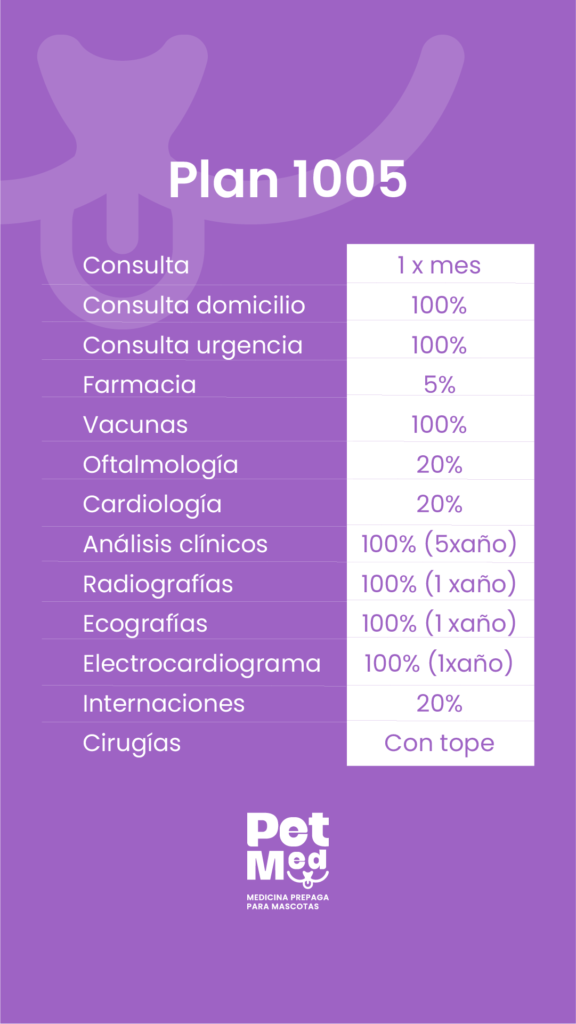 Plan 1005
Consulta 1 x mes
Consulta domicilio 100%
Consulta urgencia 100%
Farmacia 5%
Vacunas 100%
Oftalmología 20%
Cardiología 20%
Análisis clínicos 100% (5xaño)
Radiografías 100% (1 xaño)
Ecografías 100% (1 xaño)
Electrocardiograma 100% (1xaño)
Internaciones 20%
Cirugías Con tope
Pet
Med
MEDICINA PREPAGA
PARA MASCOTAS